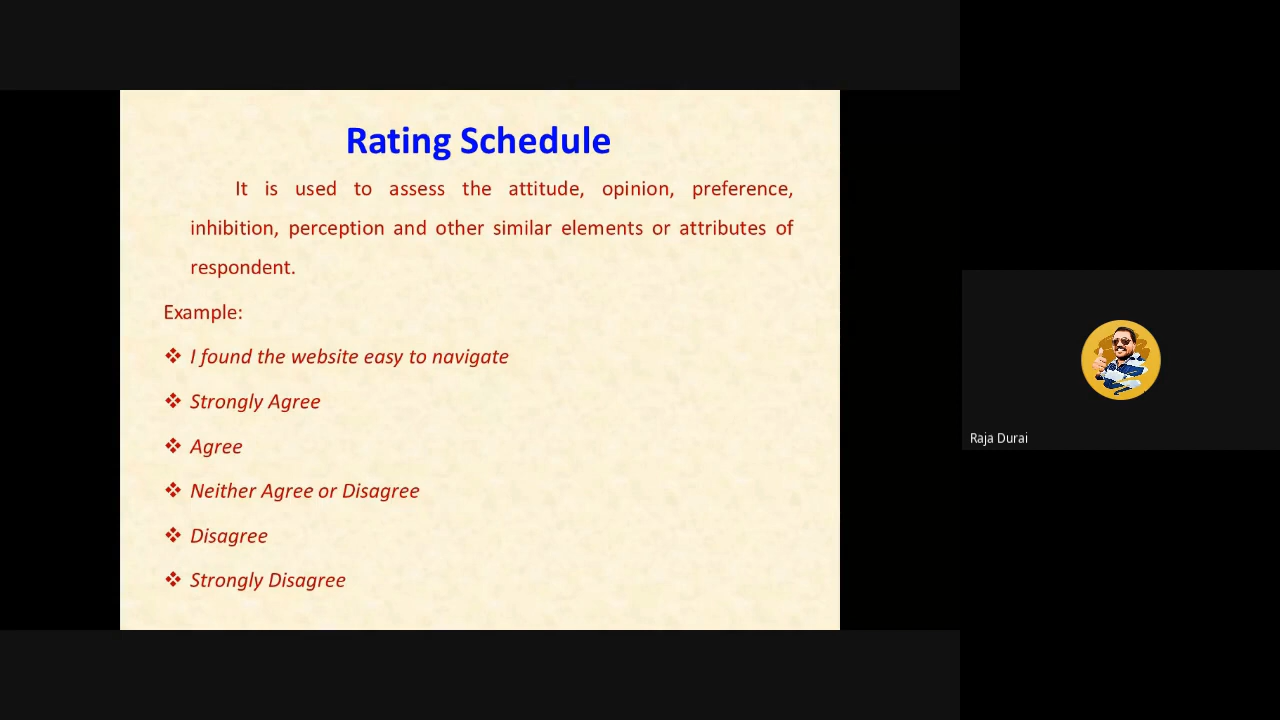 Rating Schedule
It is used to assess the attitude, opinion, preference,
inhibition, perception and other similar elements or attributes of
respondent.
Example:
❖ I found the website easy to navigate
❖ Strongly Agree
❖ Agree
❖ Neither Agree or Disagree
❖ Disagree
❖ Strongly Disagree
Raja Durai